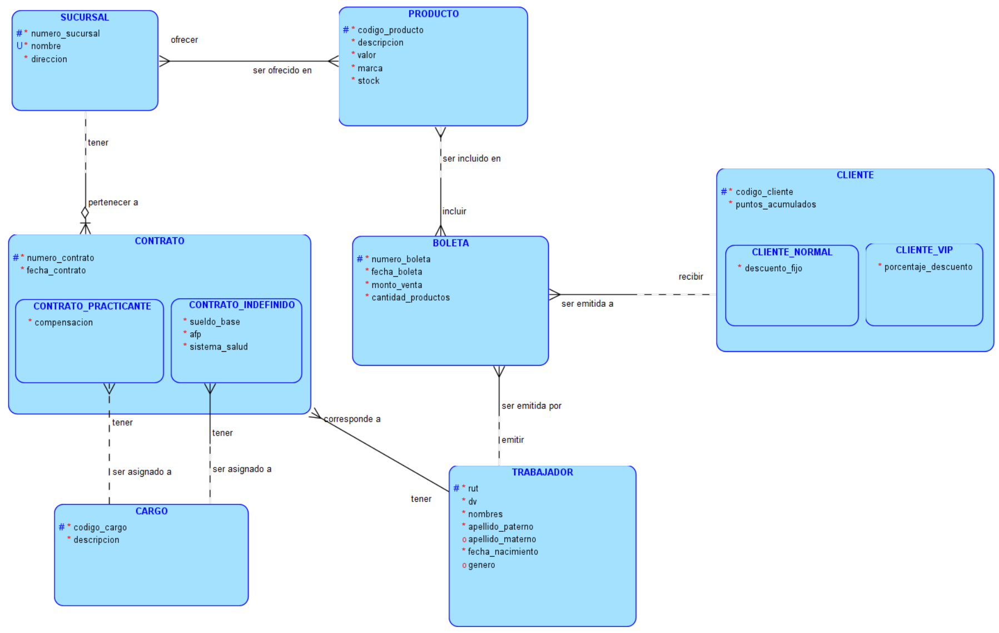 SUCURSAL
#* numero_sucursal
U* nombre
* direccion
ofrecer
ser ofrecido en
PRODUCTO
#* codigo_producto
* descripcion
* valor
* marca
* stock
tener
pertenecer a
ser incluido en
incluir
CONTRATO
#* numero_contrato
* fecha_contrato
CONTRATO_PRACTICANTE
* compensacion
CONTRATO_INDEFINIDO
* sueldo_base
* afp
* sistema_salud
BOLETA
#* numero_boleta
* fecha_boleta
* monto_venta
* cantidad_productos
recibir
ser emitida a
CLIENTE
#* codigo_cliente
* puntos_acumulados
CLIENTE_NORMAL
* descuento_fijo
CLIENTE_VIP
* porcentaje_descuento
tener
ser asignado a
tener
ser asignado a
corresponde a
tener
ser emitida por
emitir
CARGO
#* codigo_cargo
* descripcion
TRABAJADOR
#* rut
* dv
* nombres
* apellido_paterno
o apellido_materno
* fecha_nacimiento
o genero